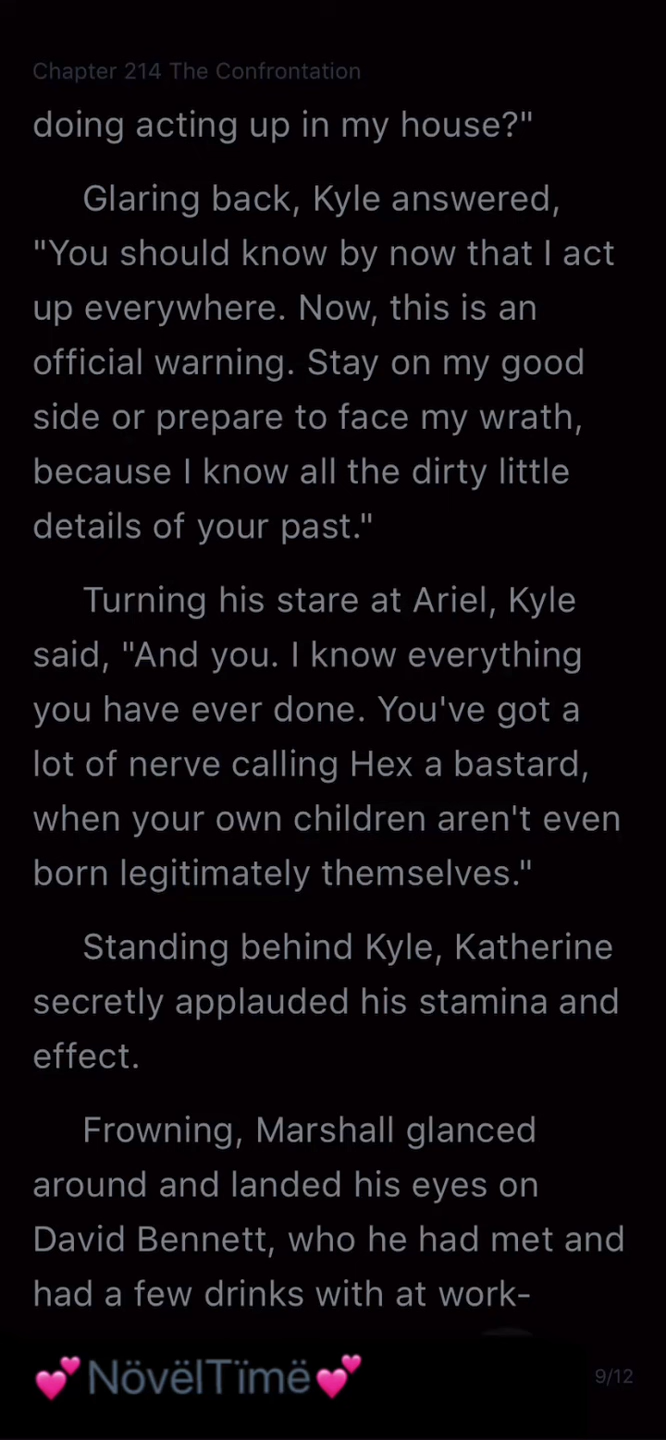 Chapter 214 The Confrontation
doing acting up in my house?"
Glaring back, Kyle answered,
"You should know by now that I act
up everywhere. Now, this is an
official warning. Stay on my good
side or prepare to face my wrath,
because I know all the dirty little
details of your past."
Turning his stare at Ariel, Kyle
said, "And you. I know everything
you have ever done. You've got a
lot of nerve calling Hex a bastard,
when your own children aren't even
born legitimately themselves."
Standing behind Kyle, Katherine
secretly applauded his stamina and
effect.
Frowning, Marshall glanced
around and landed his eyes on
David Bennett, who he had met and
had a few drinks with at work-
💕NövëlTïmë💕
9/12